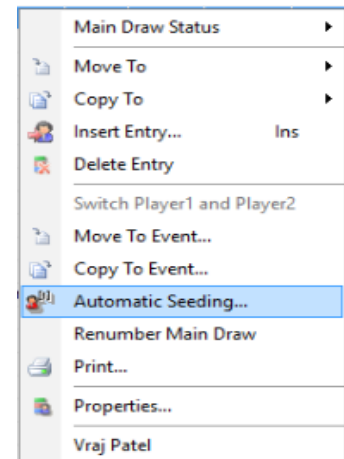 Main Draw Status
Move To
Copy To
Insert Entry... Ins
Delete Entry
Switch Player1 and Player2
Move To Event...
Copy To Event...
Automatic Seeding...
Renumber Main Draw
Print...
Properties...
Vraj Patel